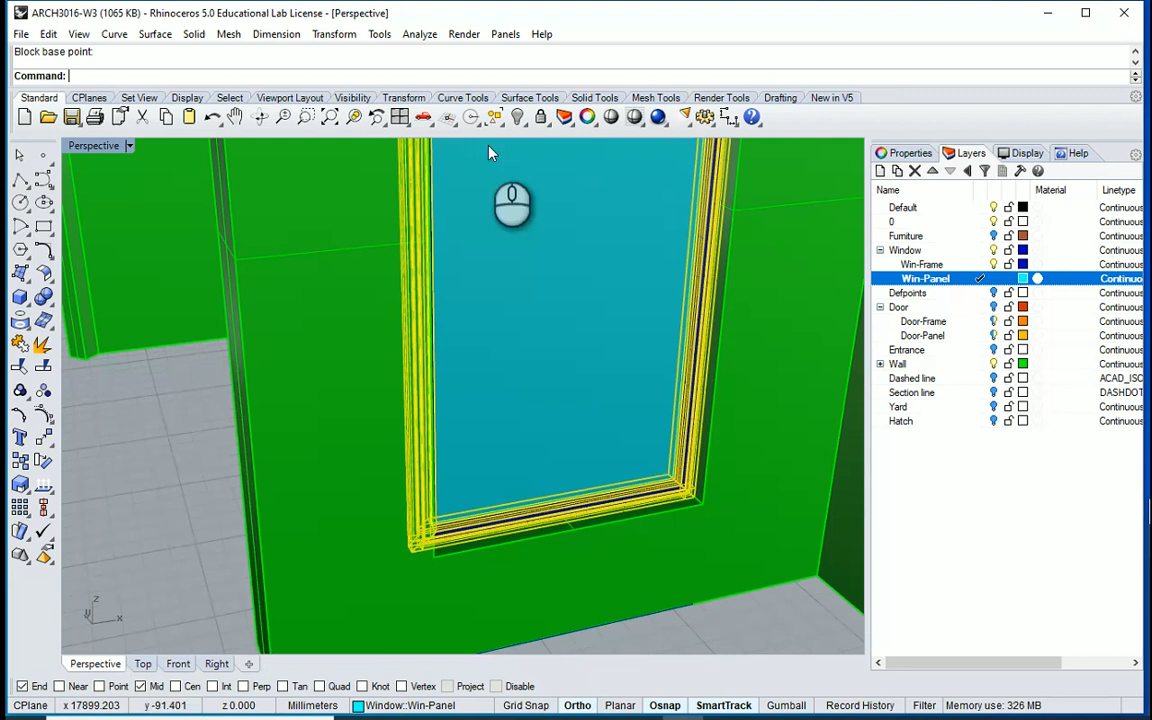 ARCH3016-W3 (1065 KB) - Rhinoceros 5.0 Educational Lab License - [Perspective]
File Edit View Curve Surface Solid Mesh Dimension Transform Tools Analyze Render Panels Help
Block base point:
Command:
Standard CPlanes Set View Display Select Viewport Layout Visibility Transform Curve Tools Surface Tools Solid Tools Mesh Tools Render Tools Drafting New in V5
Perspective
Properties Layers Display Help
Name Material Linetype
Default Continuous
0 Continuous
Furniture Continuous
Window Continuous
Win-Frame Continuous
Win-Panel Continuo
Defpoints Continuous
Door Continuous
Door-Frame Continuous
Door-Panel Continuous
Entrance Continuous
Wall Continuous
Dashed line ACAD_ISC
Section line DASHDOT
Yard Continuous
Hatch Continuous
z
y x
Perspective Top Front Right
End Near Point Mid Cen Int Perp Tan Quad Knot Vertex Project Disable
CPlane x 17899.203 y -91.401 z 0.000 Millimeters Window::Win-Panel Grid Snap Ortho Planar Osnap SmartTrack Gumball Record History Filter Memory use: 326 MB